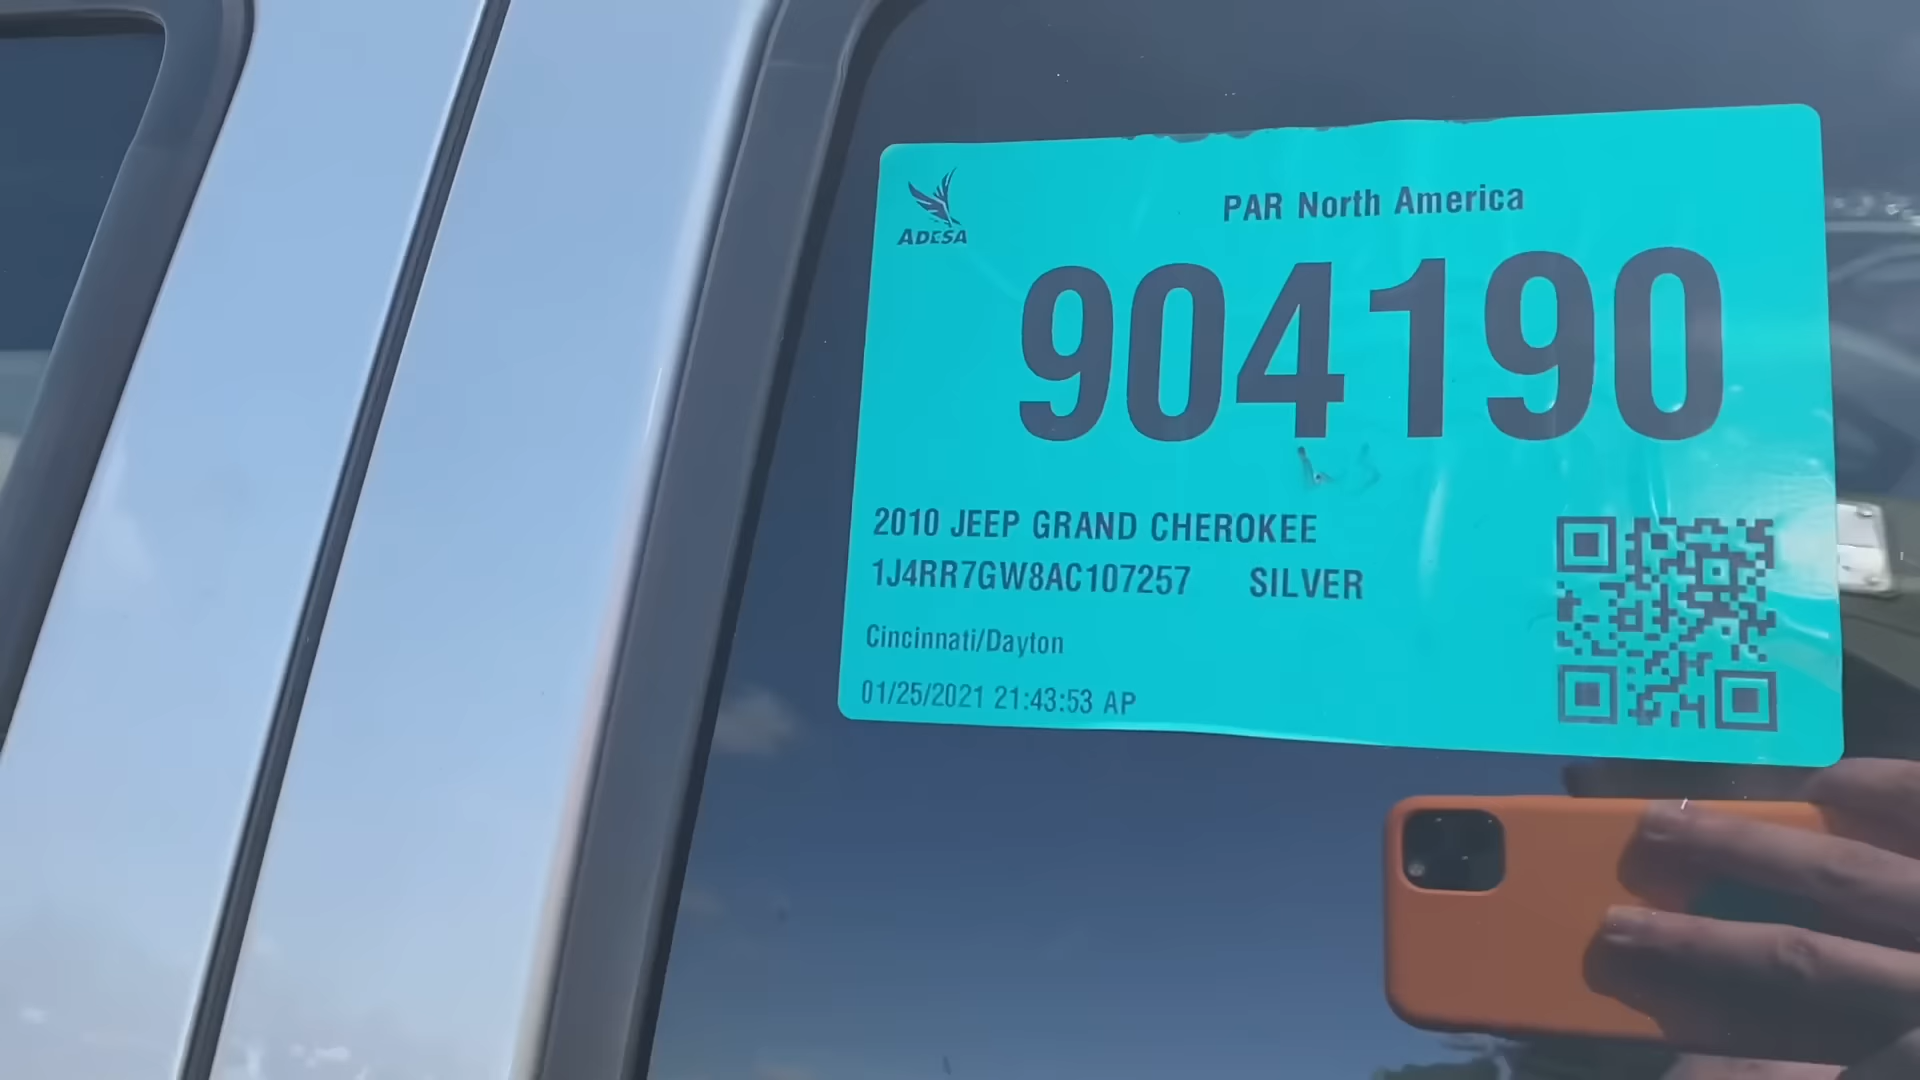 ADESA
PAR North America
904190
2010 JEEP GRAND CHEROKEE
1J4RR7GW8AC107257 SILVER
Cincinnati/Dayton
01/25/2021 21:43:53 AP